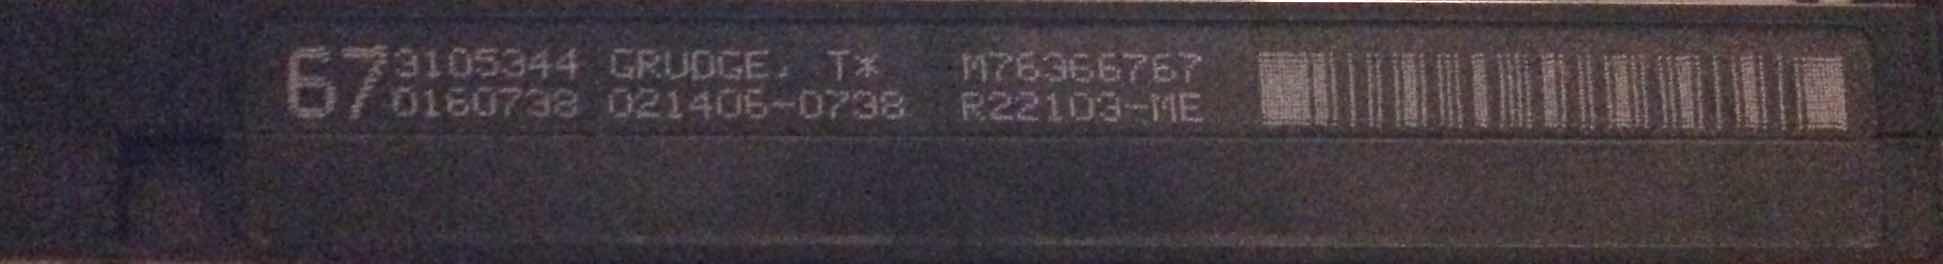 67 3105344 GRUDGE, T* M76366767
0160738 021406-0738 R22103-ME